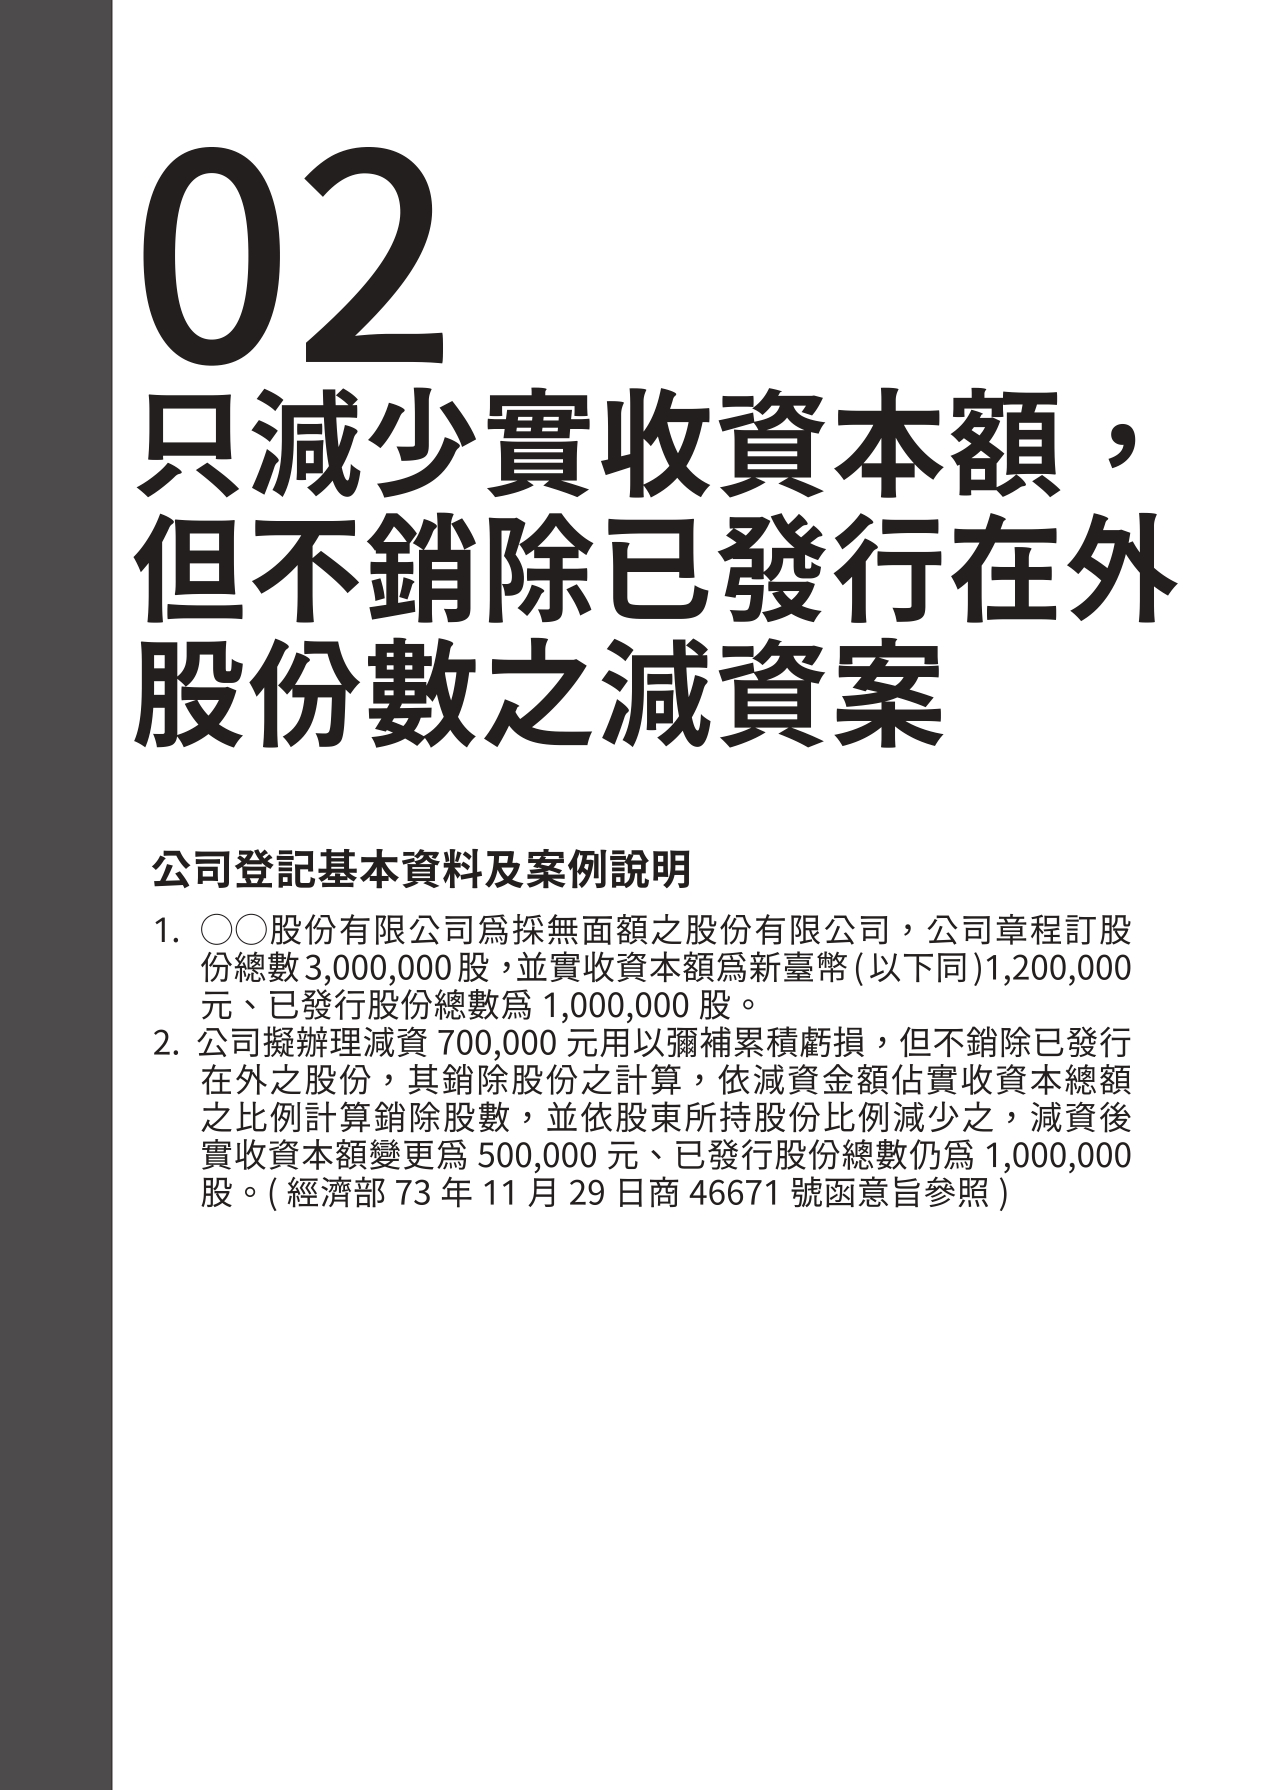 02
只減少實收資本額，
但不銷除已發行在外
股份數之減資案
公司登記基本資料及案例說明
1. ○○股份有限公司爲採無面額之股份有限公司，公司章程訂股
份總數 3,000,000 股，並實收資本額爲新臺幣 ( 以下同 )1,200,000
元、已發行股份總數爲 1,000,000 股。
2. 公司擬辦理減資 700,000 元用以彌補累積虧損，但不銷除已發行
在外之股份，其銷除股份之計算，依減資金額佔實收資本總額
之比例計算銷除股數，並依股東所持股份比例減少之，減資後
實收資本額變更爲 500,000 元、已發行股份總數仍爲 1,000,000
股。( 經濟部 73 年 11 月 29 日商 46671 號函意旨參照 )